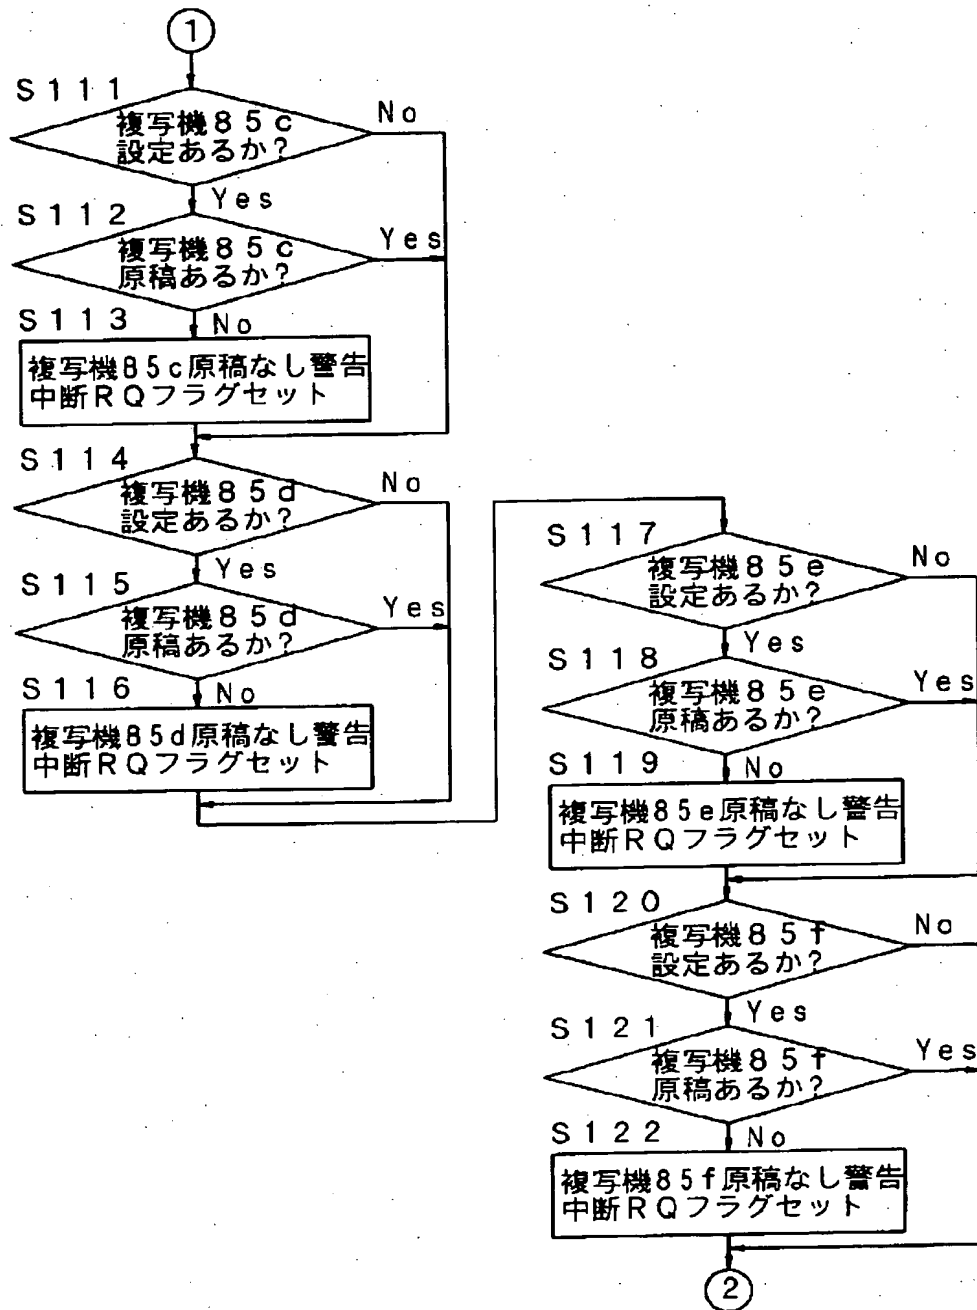 1
S111
複写機85c
設定あるか?
No
Yes
S112
複写機85c
原稿あるか?
Yes
No
S113
複写機85c原稿なし警告
中断RQフラグセット
S114
複写機85d
設定あるか?
No
Yes
S115
複写機85d
原稿あるか?
Yes
No
S116
複写機85d原稿なし警告
中断RQフラグセット
S117
複写機85e
設定あるか?
No
Yes
S118
複写機85e
原稿あるか?
Yes
No
S119
複写機85e原稿なし警告
中断RQフラグセット
S120
複写機85f
設定あるか?
No
Yes
S121
複写機85f
原稿あるか?
Yes
No
S122
複写機85f原稿なし警告
中断RQフラグセット
2